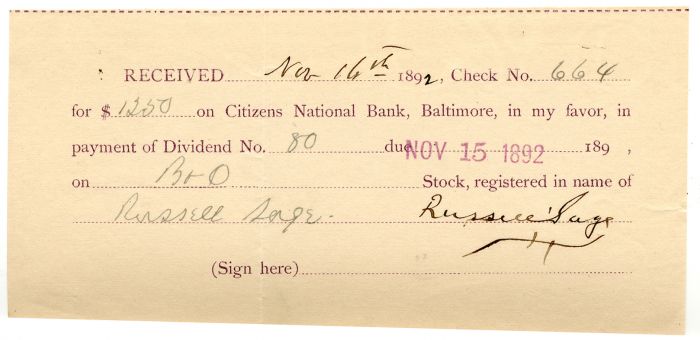 RECEIVED Nov 16th 1892, Check No. 664
for $1250 on Citizens National Bank, Baltimore, in my favor, in
payment of Dividend No. 80 due NOV 15 1892 189 ,
on B+O Stock, registered in name of
Russell Sage. Russell Sage
(Sign here)